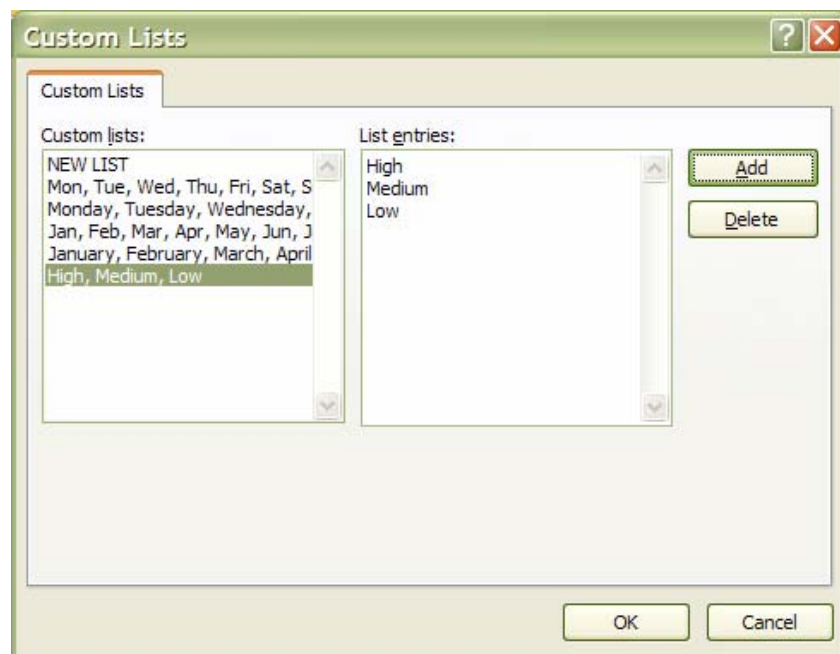 Custom Lists
Custom Lists
Custom lists:
NEW LIST
Mon, Tue, Wed, Thu, Fri, Sat, S
Monday, Tuesday, Wednesday,
Jan, Feb, Mar, Apr, May, Jun, J
January, February, March, April
High, Medium, Low
List entries:
High
Medium
Low
Add
Delete
OK
Cancel